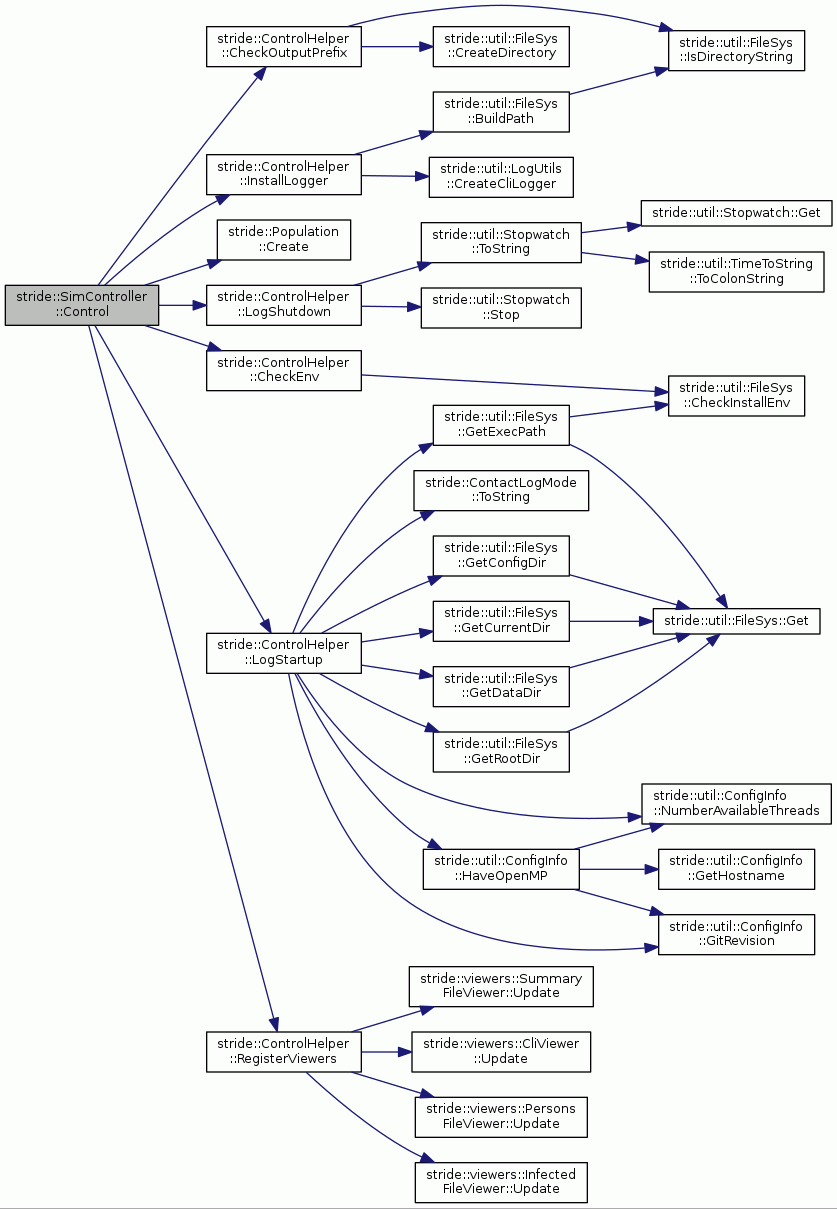 stride::ControlHelper
::CheckOutputPrefix
stride::util::FileSys
::CreateDirectory
stride::util::FileSys
::IsDirectoryString
stride::util::FileSys
::BuildPath
stride::ControlHelper
::InstallLogger
stride::util::LogUtils
::CreateCliLogger
stride::Population
::Create
stride::util::Stopwatch
::ToString
stride::util::Stopwatch::Get
stride::util::TimeToString
::ToColonString
stride::SimController
::Control
stride::ControlHelper
::LogShutdown
stride::util::Stopwatch
::Stop
stride::ControlHelper
::CheckEnv
stride::util::FileSys
::CheckInstallEnv
stride::util::FileSys
::GetExecPath
stride::ContactLogMode
::ToString
stride::util::FileSys
::GetConfigDir
stride::util::FileSys
::GetCurrentDir
stride::util::FileSys::Get
stride::ControlHelper
::LogStartup
stride::util::FileSys
::GetDataDir
stride::util::FileSys
::GetRootDir
stride::util::ConfigInfo
::NumberAvailableThreads
stride::util::ConfigInfo
::HaveOpenMP
stride::util::ConfigInfo
::GetHostname
stride::util::ConfigInfo
::GitRevision
stride::viewers::Summary
FileViewer::Update
stride::ControlHelper
::RegisterViewers
stride::viewers::CliViewer
::Update
stride::viewers::Persons
FileViewer::Update
stride::viewers::Infected
FileViewer::Update